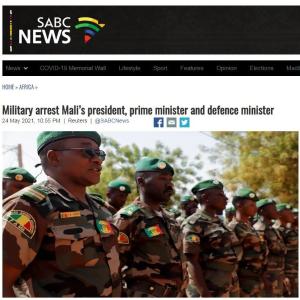 SABC
NEWS
News COVID-19 Memorial Wall Lifestyle Sport Features Opinion Elections
HOME » AFRICA »
Military arrest Mali's president, prime minister and defence minister
24 May 2021, 10:55 PM | Reuters | @SABCNews